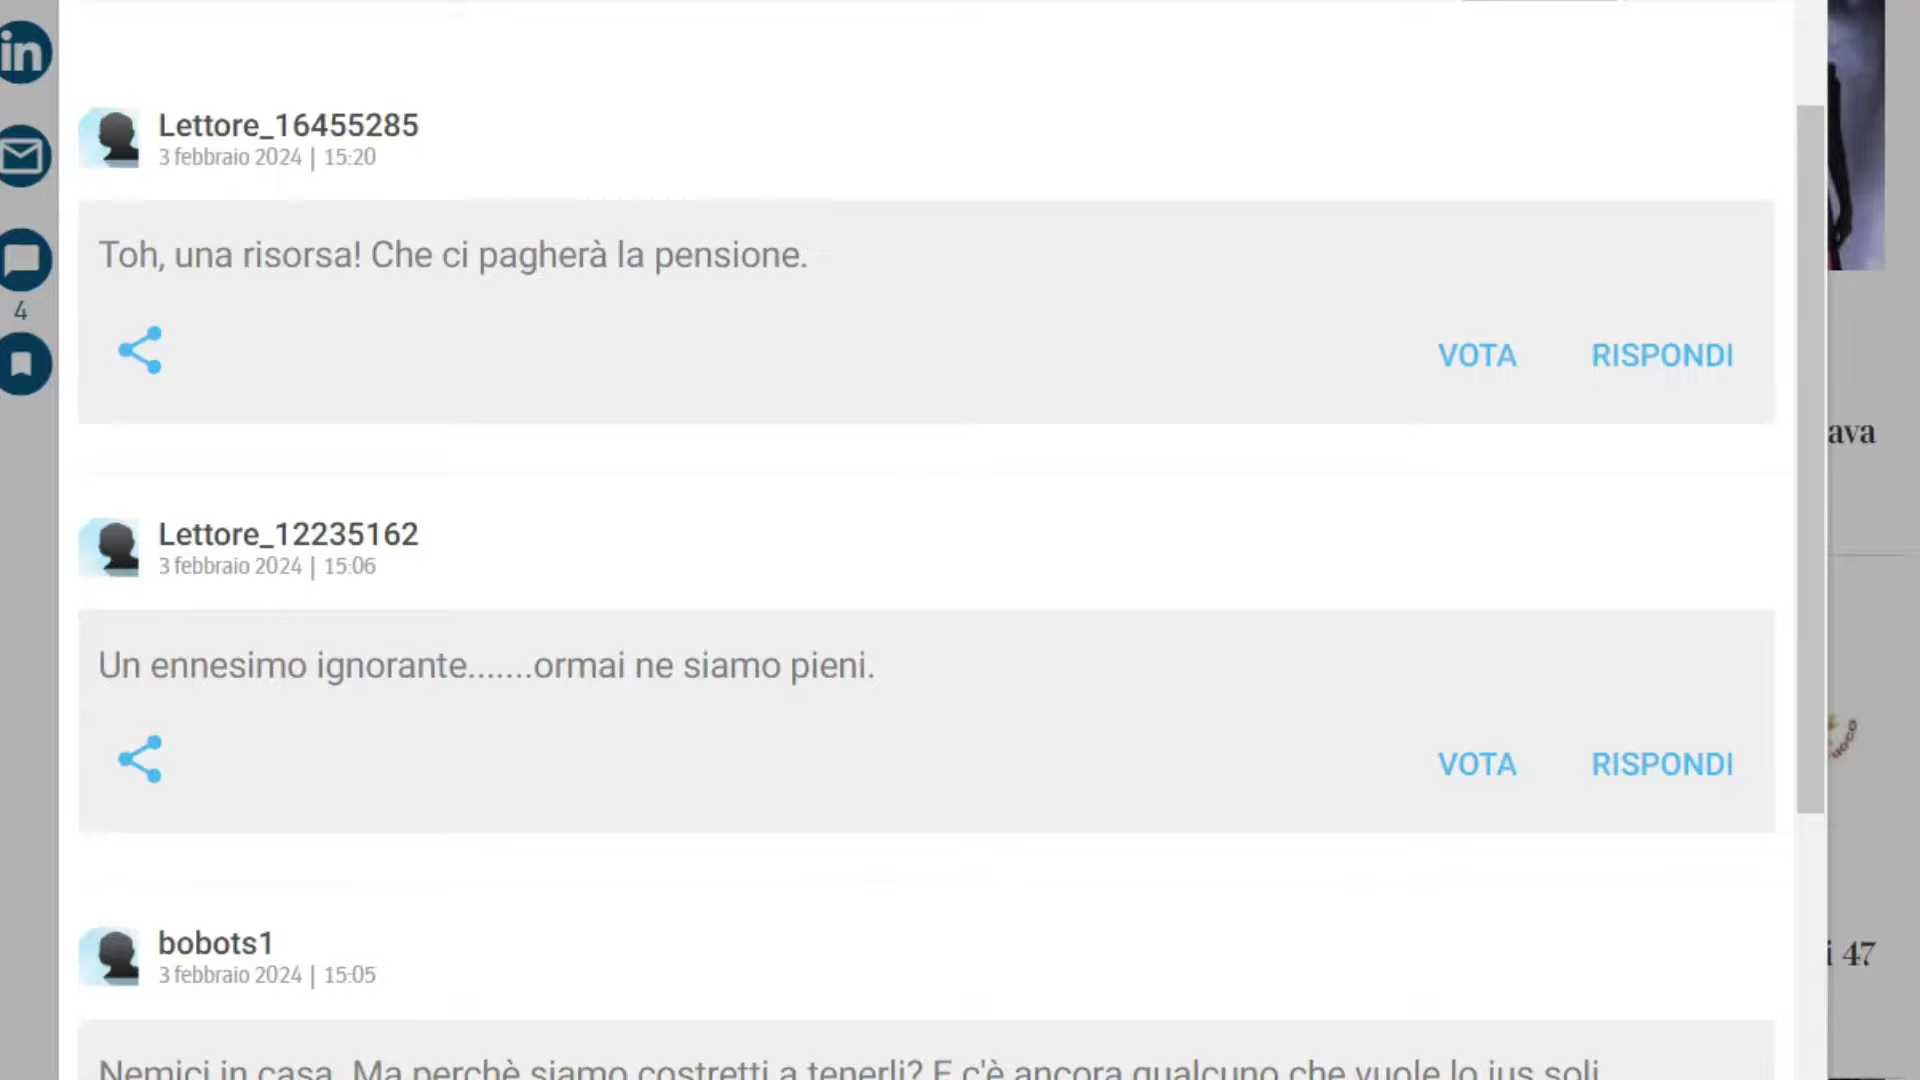 in
Lettore_16455285
3 febbraio 2024 | 15:20
Toh, una risorsa! Che ci pagherà la pensione.
4
VOTA RISPONDI
ava
Lettore_12235162
3 febbraio 2024 | 15:06
Un ennesimo ignorante.......ormai ne siamo pieni.
VOTA RISPONDI
bobots1
3 febbraio 2024 | 15:05
i 47
Nemici in casa. Ma perchè siamo costretti a tenerli? E c'è ancora qualcuno che vuole lo ius soli